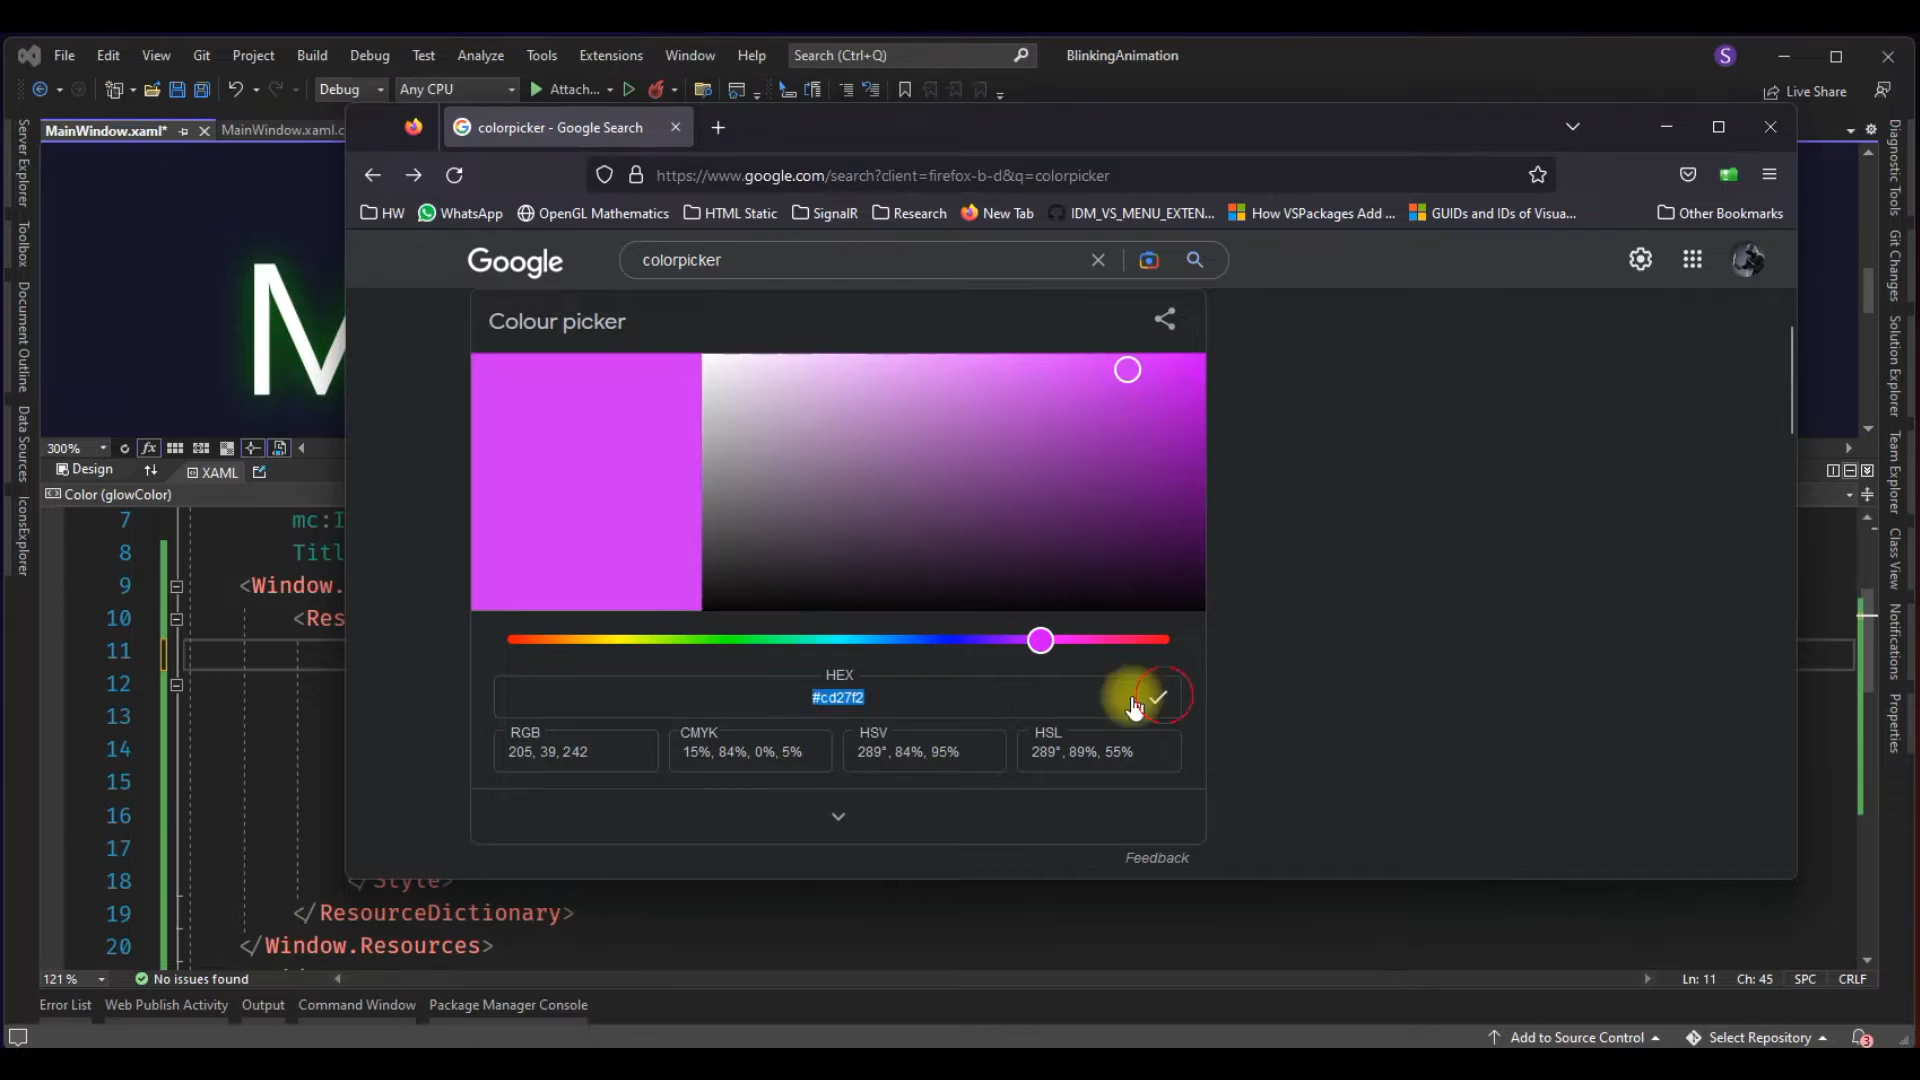 File Edit View Git Project Build Debug Test Analyze Tools Extensions Window Help Search (Ctrl+Q) BlinkingAnimation S
Debug Any CPU Attach... Live Share
MainWindow.xaml* MainWindow.xaml.c
colorpicker - Google Search
https://www.google.com/search?client=firefox-b-d&q=colorpicker
HW WhatsApp OpenGL Mathematics HTML Static SignalR Research New Tab IDM_VS_MENU_EXTEN... How VSPackages Add ... GUIDs and IDs of Visua... Other Bookmarks
Google colorpicker
Colour picker
HEX
#cd27f2
RGB
205, 39, 242
CMYK
15%, 84%, 0%, 5%
HSV
289°, 84%, 95%
HSL
289°, 89%, 55%
Feedback
Server Explorer
Toolbox
Document Outline
Data Sources
IconsExplorer
M
300% fx
Design XAML
Color (glowColor)
7 mc:I
8 Titl
9 <Window.
10 <Res
11
12
13
14
15
16
17
18 </Style>
19 </ResourceDictionary>
20 </Window.Resources>
121 % No issues found Ln: 11 Ch: 45 SPC CRLF
Error List Web Publish Activity Output Command Window Package Manager Console
Add to Source Control Select Repository 3
Diagnostic Tools
Git Changes
Solution Explorer
Team Explorer
Class View
Notifications
Properties